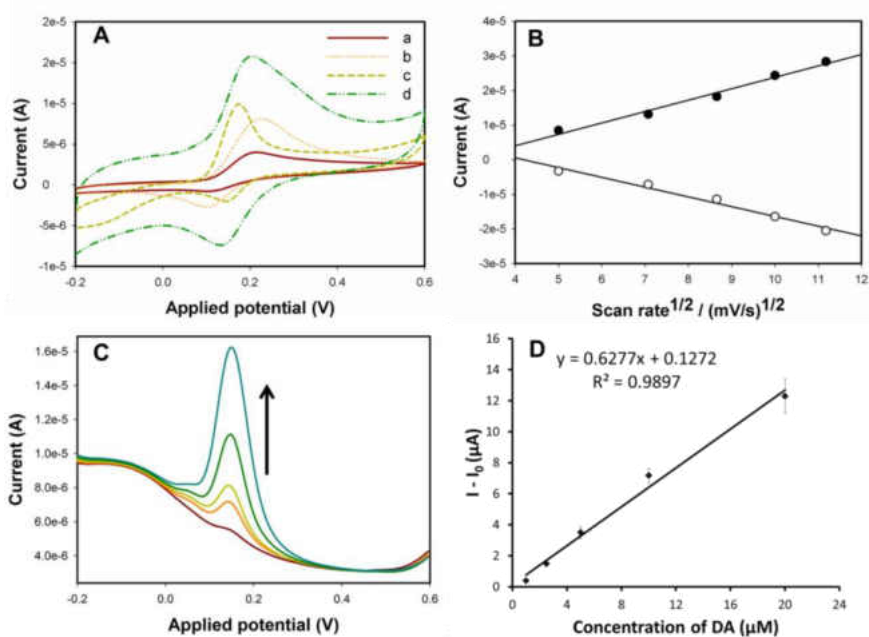 A
a
b
c
d
2e-5
2e-5
1e-5
5e-6
0
-5e-6
-1e-5
-0.2
0.0
0.2
0.4
0.6
Current (A)
Applied potential (V)
B
4e-5
3e-5
2e-5
1e-5
0
-1e-5
-2e-5
-3e-5
4 5 6 7 8 9 10 11 12
Current (A)
Scan rate1/2 / (mV/s)1/2
C
1.6e-5
1.4e-5
1.2e-5
1.0e-5
8.0e-6
6.0e-6
4.0e-6
-0.2 0.0 0.2 0.4 0.6
Current (A)
Applied potential (V)
D
y = 0.6277x + 0.1272
R² = 0.9897
16
14
12
10
8
6
4
2
0
0 4 8 12 16 20 24
I - I0 (µA)
Concentration of DA (µM)